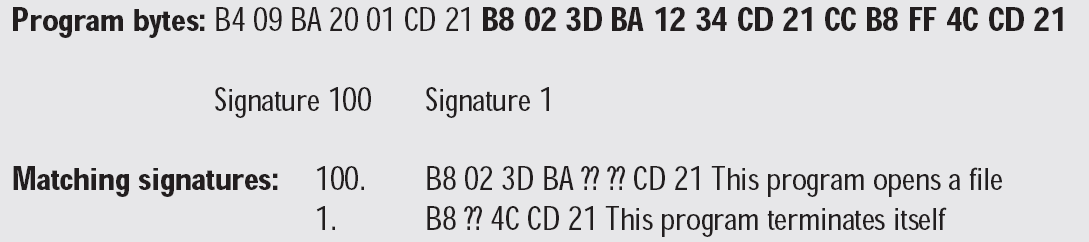 Program bytes: B4 09 BA 20 01 CD 21 B8 02 3D BA 12 34 CD 21 CC B8 FF 4C CD 21
Signature 100 Signature 1
Matching signatures: 100. B8 02 3D BA ?? ?? CD 21 This program opens a file
1. B8 ?? 4C CD 21 This program terminates itself